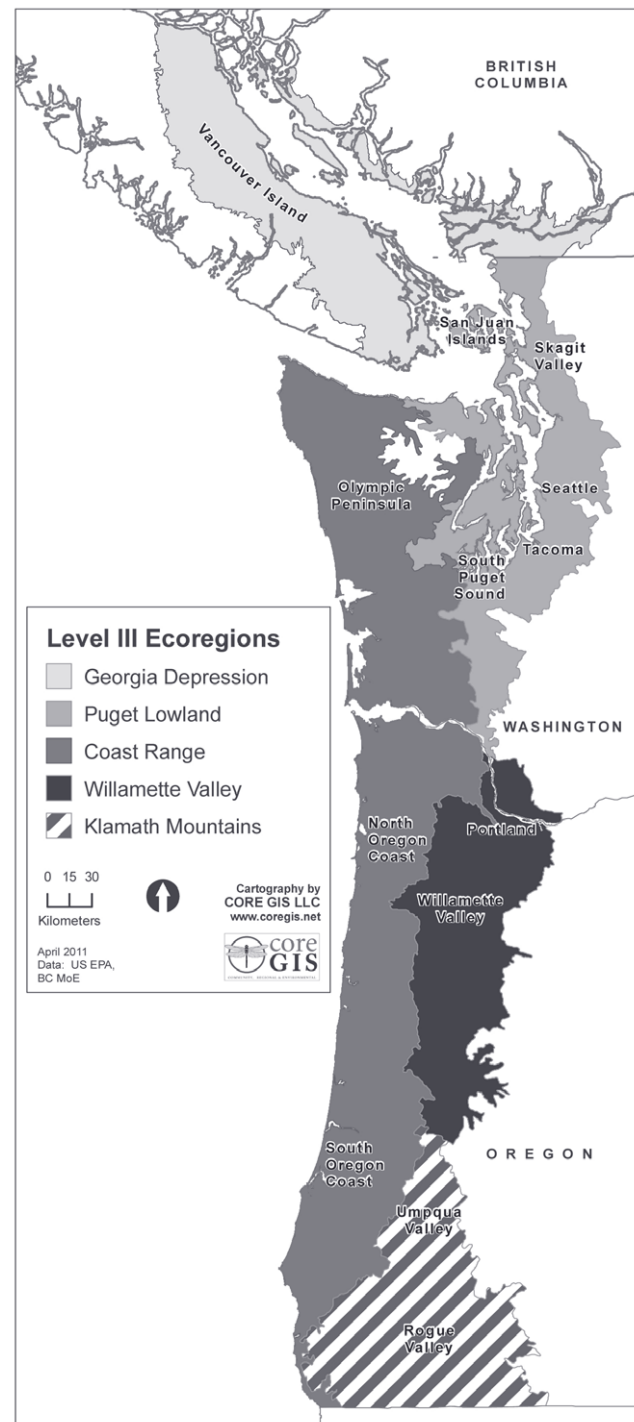 BRITISH
COLUMBIA
Vancouver Island
San Juan
Islands
Skagit
Valley
Olympic
Peninsula
Seattle
Tacoma
South
Puget
Sound
WASHINGTON
Level III Ecoregions
Georgia Depression
Puget Lowland
Coast Range
Willamette Valley
Klamath Mountains
0 15 30
Kilometers
Cartography by
CORE GIS LLC
www.coregis.net
April 2011
Data: US EPA,
BC MoE
core
GIS
North
Oregon
Coast
Portland
Willamette
Valley
OREGON
South
Oregon
Coast
Umpqua
Valley
Rogue
Valley